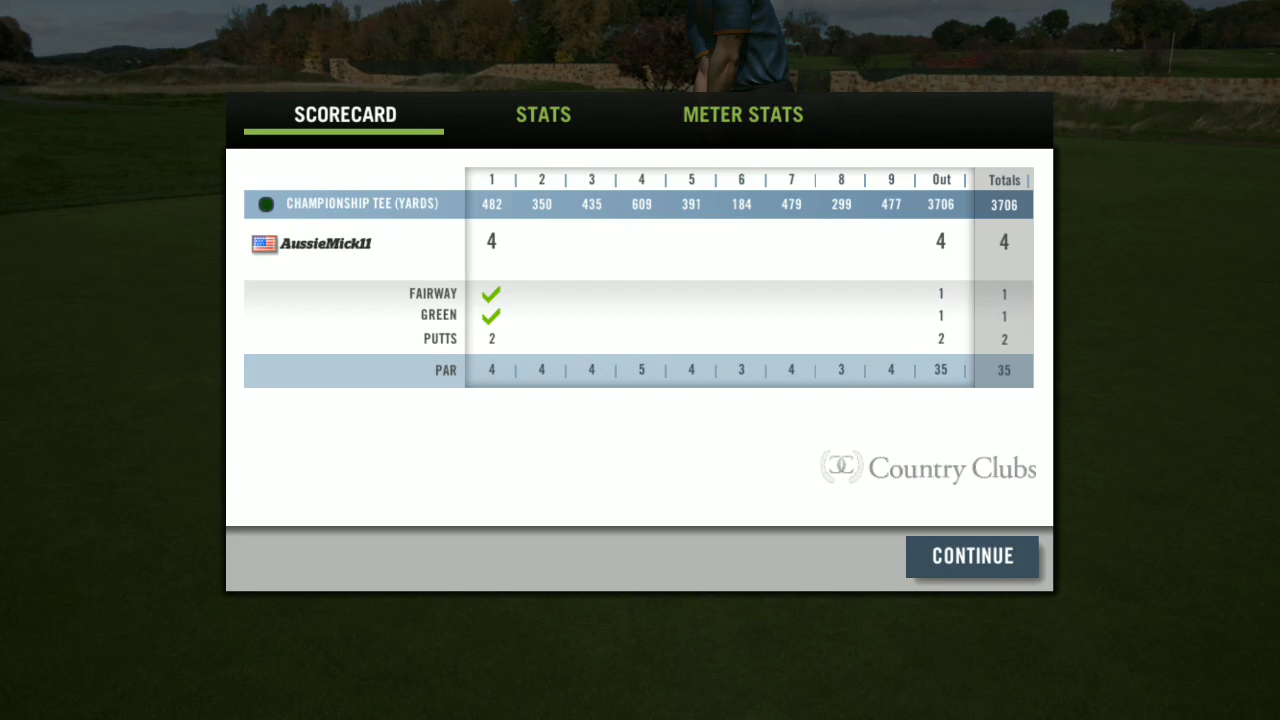 SCORECARD STATS METER STATS
1 | 2 | 3 | 4 | 5 | 6 | 7 | 8 | 9 | Out | Totals |
CHAMPIONSHIP TEE (YARDS) 482 350 435 609 391 184 479 299 477 3706 3706
AussieMick11 4 4 4
FAIRWAY 1 1
GREEN 1 1
PUTTS 2 2 2
PAR 4 | 4 | 4 | 5 | 4 | 3 | 4 | 3 | 4 | 35 | 35
CC Country Clubs
CONTINUE